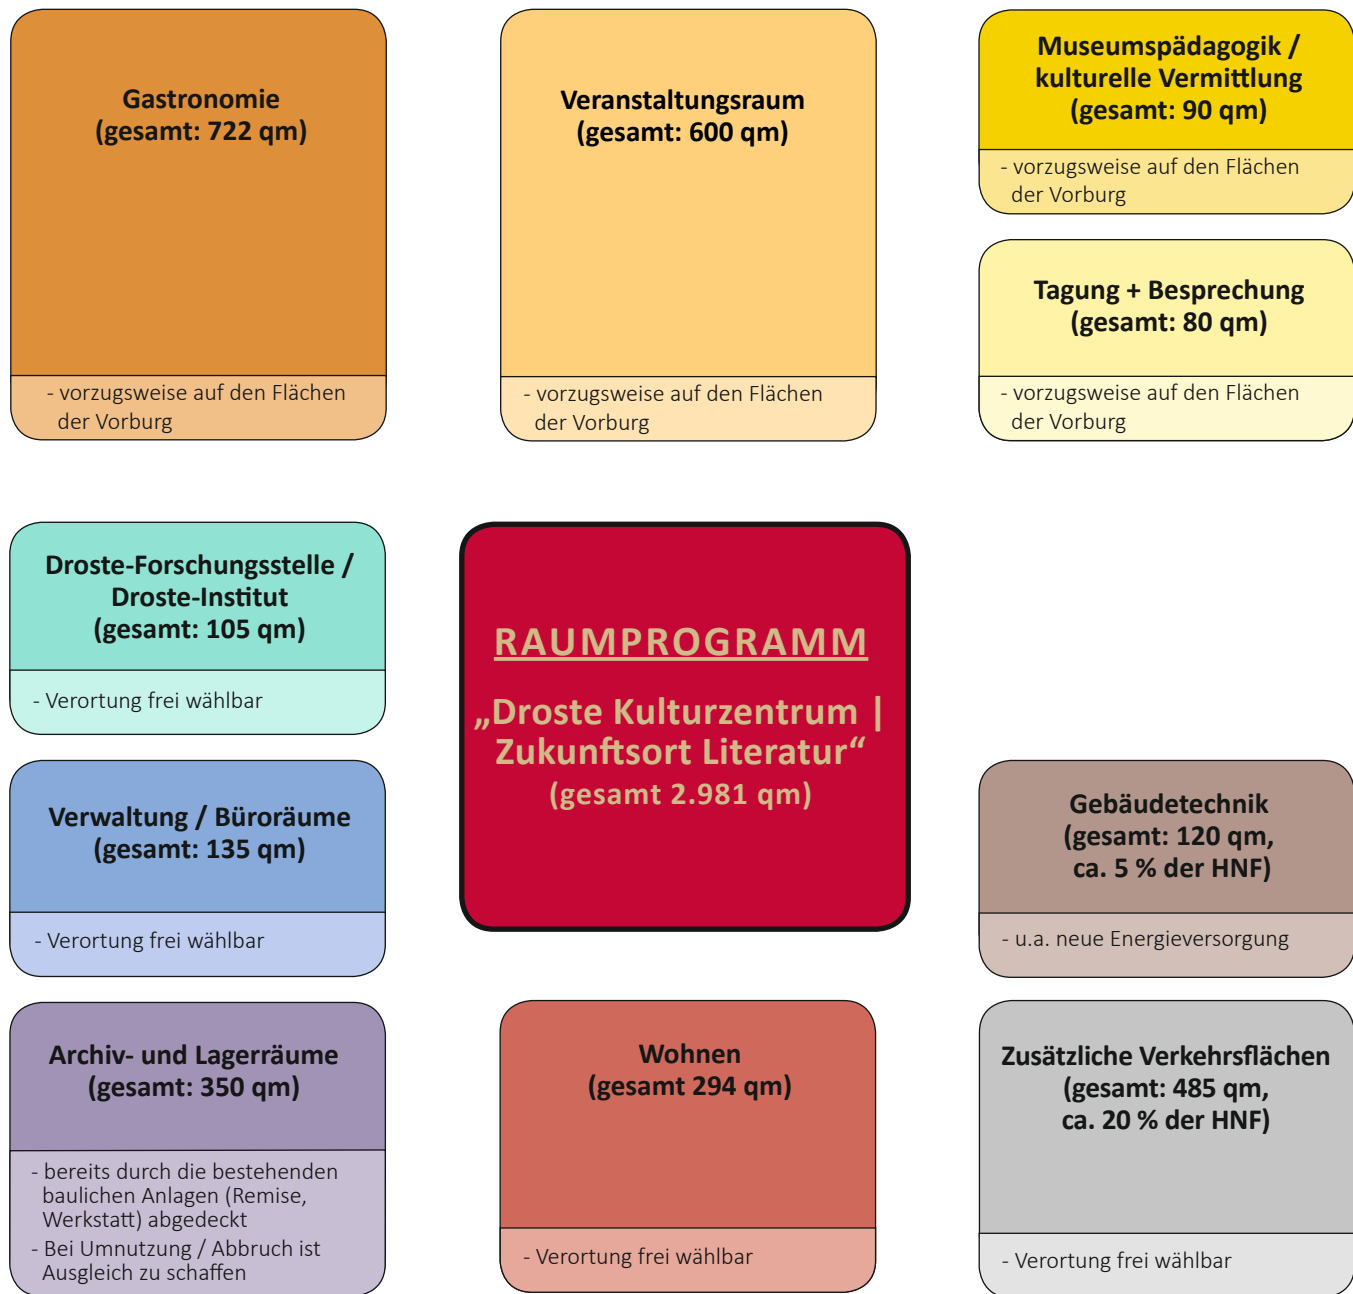 Gastronomie
(gesamt: 722 qm)
- vorzugsweise auf den Flächen
der Vorburg
Veranstaltungsraum
(gesamt: 600 qm)
- vorzugsweise auf den Flächen
der Vorburg
Museumspädagogik /
kulturelle Vermittlung
(gesamt: 90 qm)
- vorzugsweise auf den Flächen
der Vorburg
Tagung + Besprechung
(gesamt: 80 qm)
- vorzugsweise auf den Flächen
der Vorburg
Droste-Forschungsstelle /
Droste-Institut
(gesamt: 105 qm)
- Verortung frei wählbar
RAUMPROGRAMM
„Droste Kulturzentrum |
Zukunftsort Literatur“
(gesamt 2.981 qm)
Verwaltung / Büroräume
(gesamt: 135 qm)
- Verortung frei wählbar
Gebäudetechnik
(gesamt: 120 qm,
ca. 5 % der HNF)
- u.a. neue Energieversorgung
Archiv- und Lagerräume
(gesamt: 350 qm)
- bereits durch die bestehenden
baulichen Anlagen (Remise,
Werkstatt) abgedeckt
- Bei Umnutzung / Abbruch ist
Ausgleich zu schaffen
Wohnen
(gesamt 294 qm)
- Verortung frei wählbar
Zusätzliche Verkehrsflächen
(gesamt: 485 qm,
ca. 20 % der HNF)
- Verortung frei wählbar